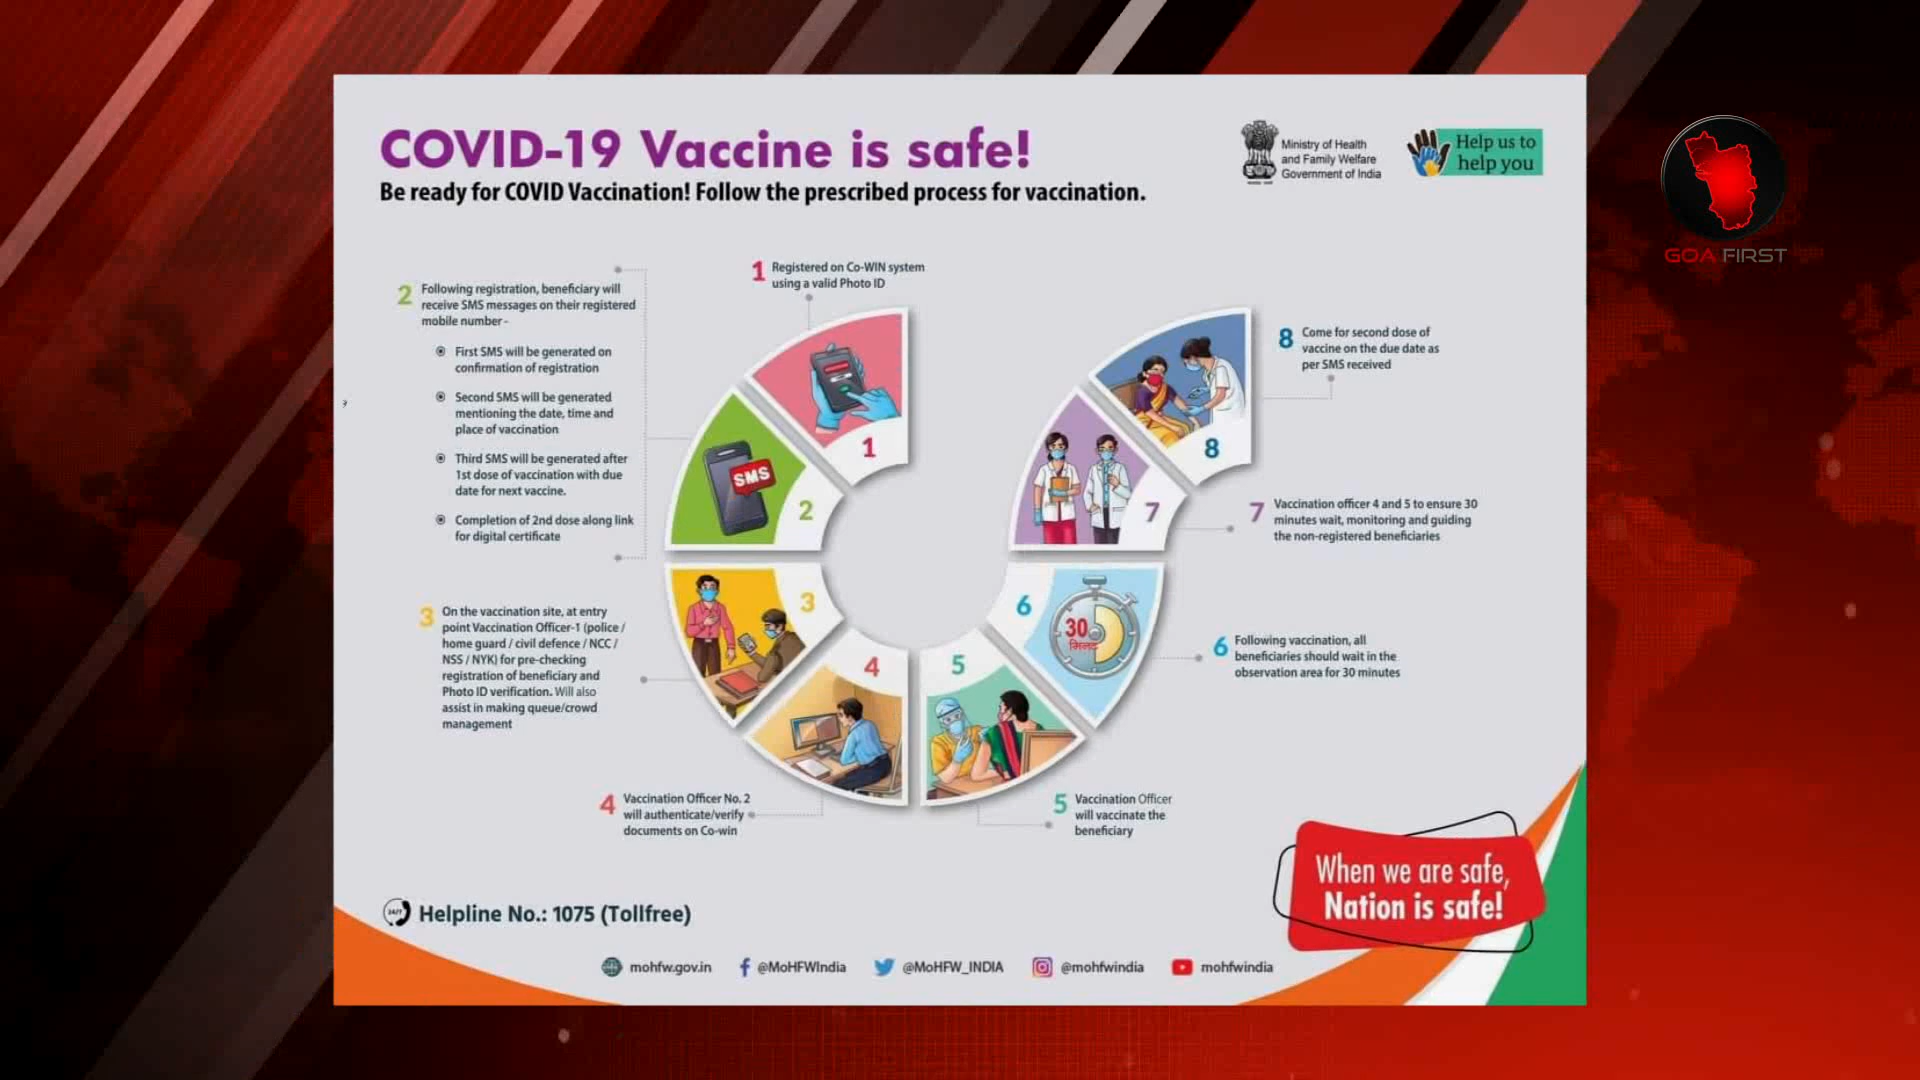 COVID-19 Vaccine is safe!
Be ready for COVID Vaccination! Follow the prescribed process for vaccination.
Ministry of Health
and Family Welfare
Government of India
Help us to
help you
GOA FIRST
1 Registered on Co-WIN system
using a valid Photo ID
2 Following registration, beneficiary will
receive SMS messages on their registered
mobile number -
First SMS will be generated on
confirmation of registration
Second SMS will be generated
mentioning the date, time and
place of vaccination
Third SMS will be generated after
1st dose of vaccination with due
date for next vaccine.
Completion of 2nd dose along link
for digital certificate
3 On the vaccination site, at entry
point Vaccination Officer-1 (police /
home guard / civil defence / NCC /
NSS / NYK) for pre-checking
registration of beneficiary and
Photo ID verification. Will also
assist in making queue/crowd
management
4 Vaccination Officer No. 2
will authenticate/verify
documents on Co-win
5 Vaccination Officer
will vaccinate the
beneficiary
6 Following vaccination, all
beneficiaries should wait in the
observation area for 30 minutes
7 Vaccination officer 4 and 5 to ensure 30
minutes wait, monitoring and guiding
the non-registered beneficiaries
8 Come for second dose of
vaccine on the due date as
per SMS received
1
2
SMS
3
4
5
6
30
मिनट
7
8
When we are safe,
Nation is safe!
24/7 Helpline No.: 1075 (Tollfree)
mohfw.gov.in @MoHFWIndia @MoHFW_INDIA @mohfwindia mohfwindia